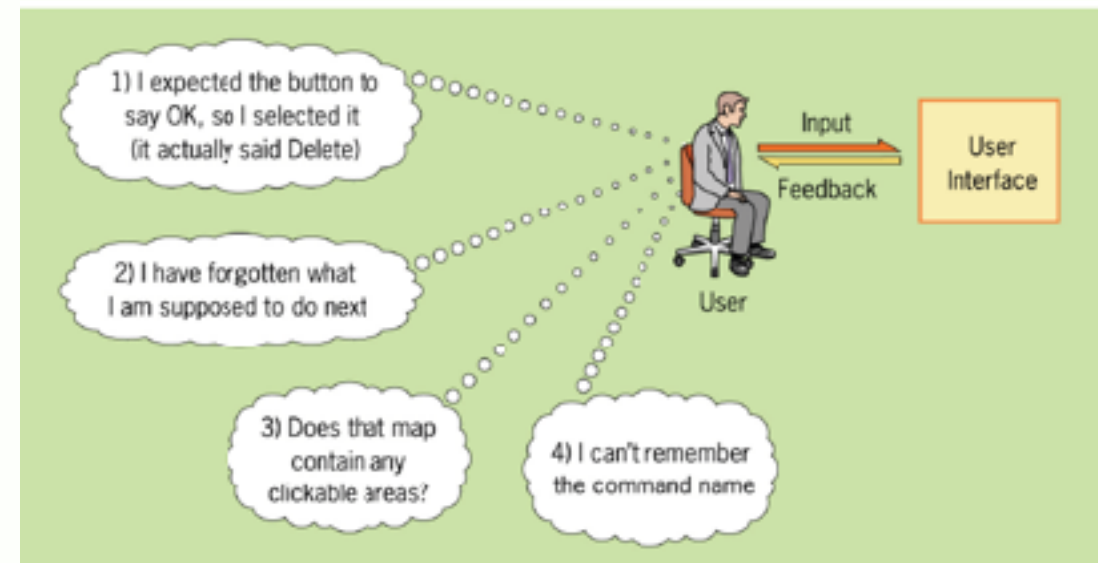 1) I expected the button to
say OK, so I selected it
(it actually said Delete)
2) I have forgotten what
I am supposed to do next
3) Does that map
contain any
clickable areas?
4) I can't remember
the command name
Input
Feedback
User
User
Interface